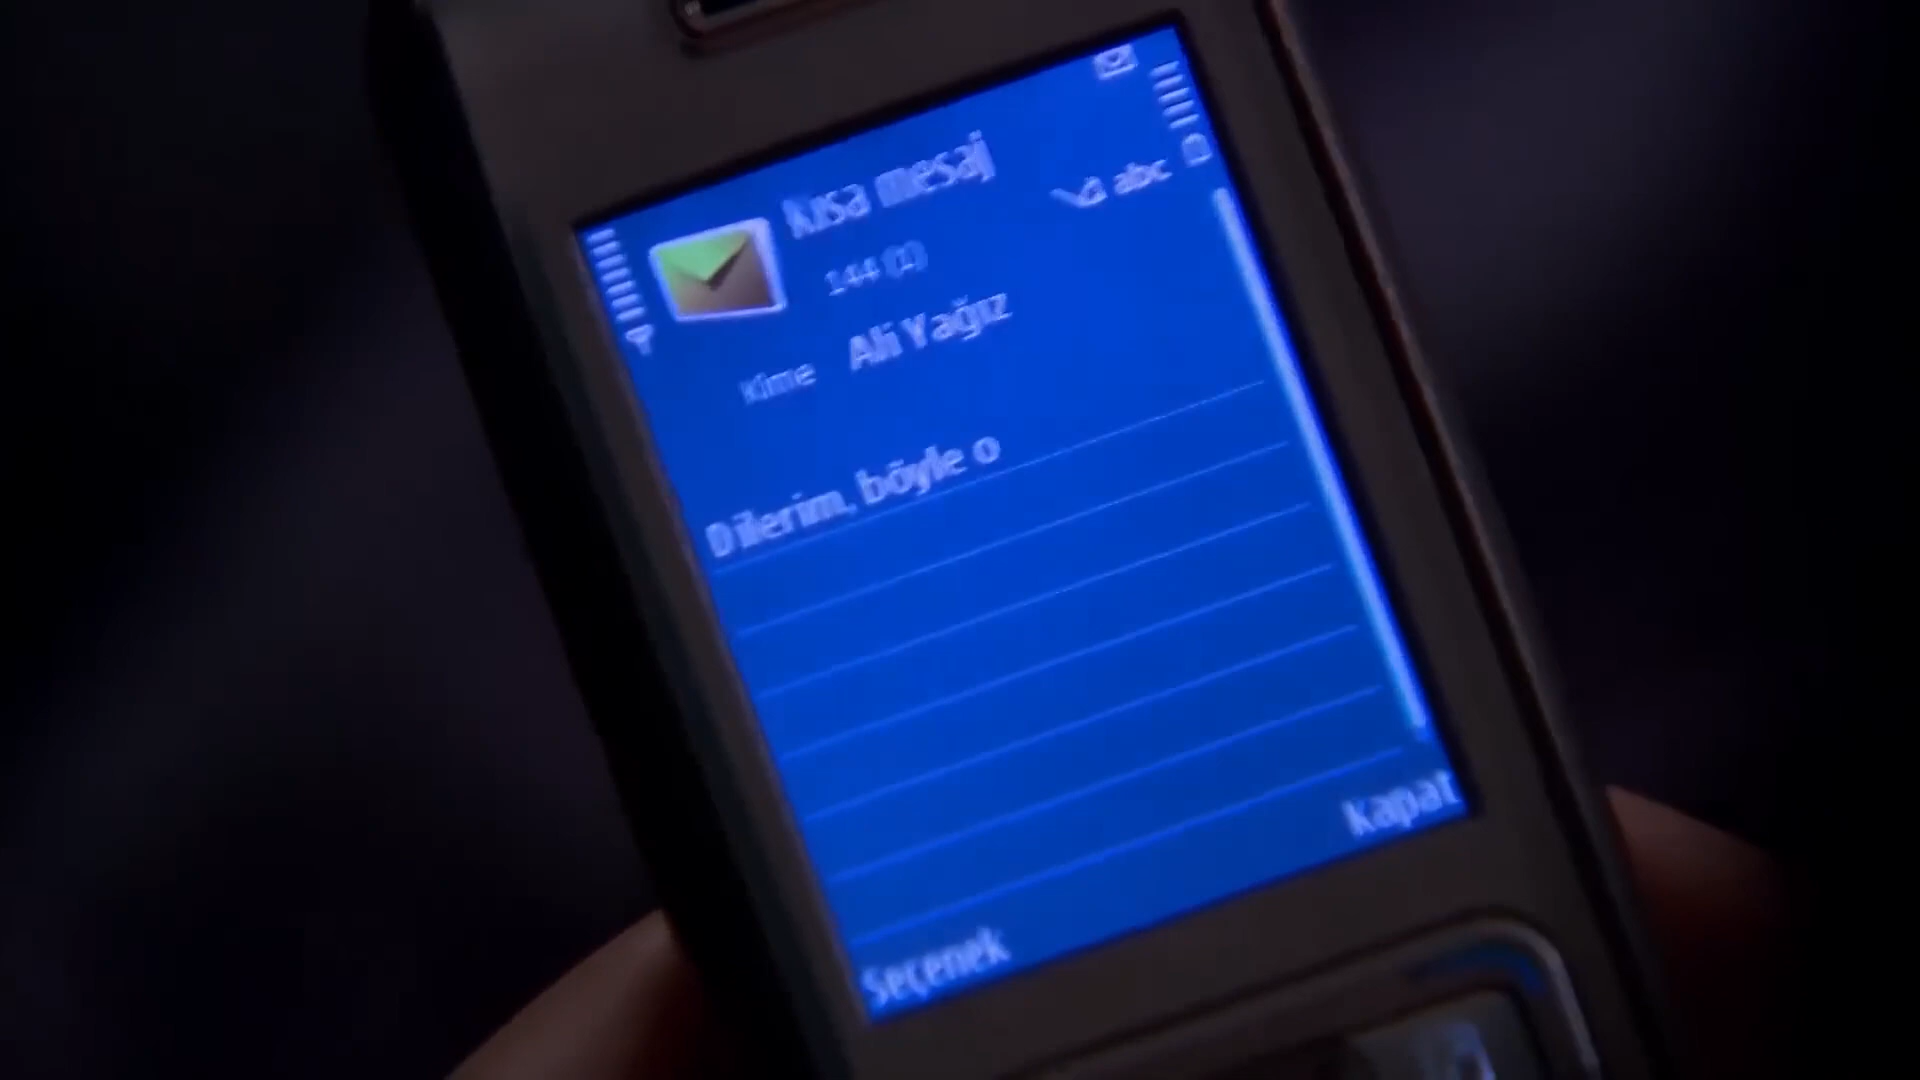 Kısa mesaj
abc
144 (1)
Kime Ali Yağız
Dilerim, böyle o
Seçenek Kapat